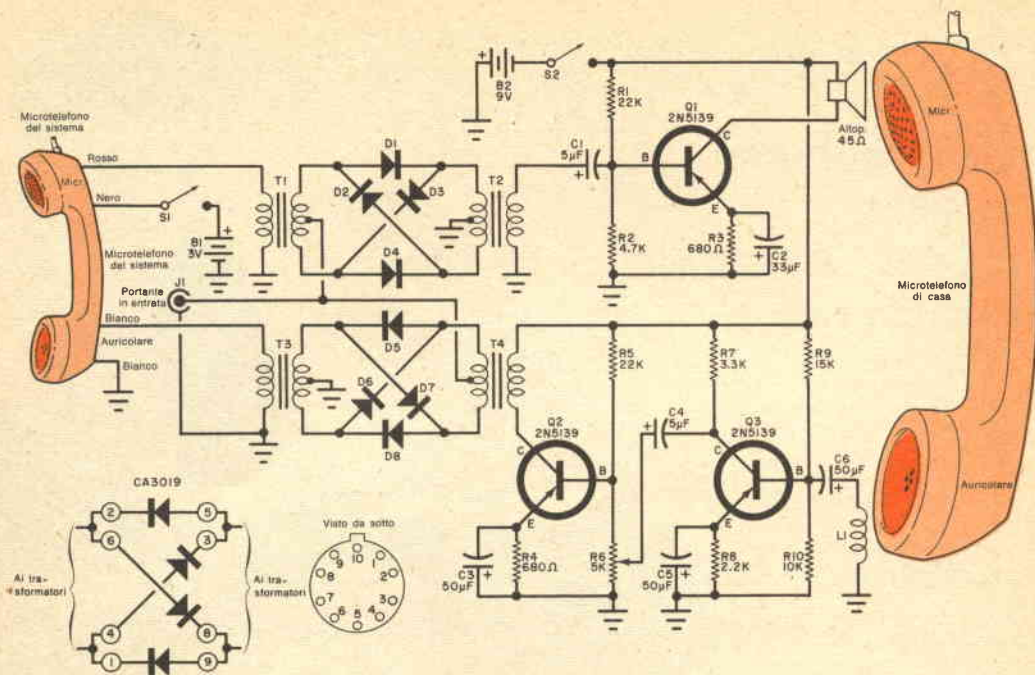 Microtelefono
del sistema
Rosso
Micr.
Nero
S1
+
B1
3V
Microtelefono
del sistema
Portante
in entrata
J1
Bianco
Auricolare
Bianco
T1
D1
D2
D3
D4
T2
T3
D5
D6
D7
D8
T4
+
B2
9V
S2
R1
22K
C1
5µF
+
B
Q1
2N5139
C
E
R2
4.7K
R3
680Ω
C2
33µF
+
Altop.
45Ω
Micr.
Microtelefono
di casa
Auricolare
R5
22K
R7
3.3K
R9
15K
Q2
2N5139
C
B
E
C4
5µF
+
Q3
2N5139
C
B
E
C6
50µF
+
L1
C3
50µF
+
R4
680Ω
R6
5K
C5
50µF
+
R8
2.2K
R10
10K
CA3019
2
5
6
3
4
8
1
9
Ai tra-
sformatori
Ai tra-
sformatori
Visto da sotto
10
1
2
3
4
5
6
7
8
9